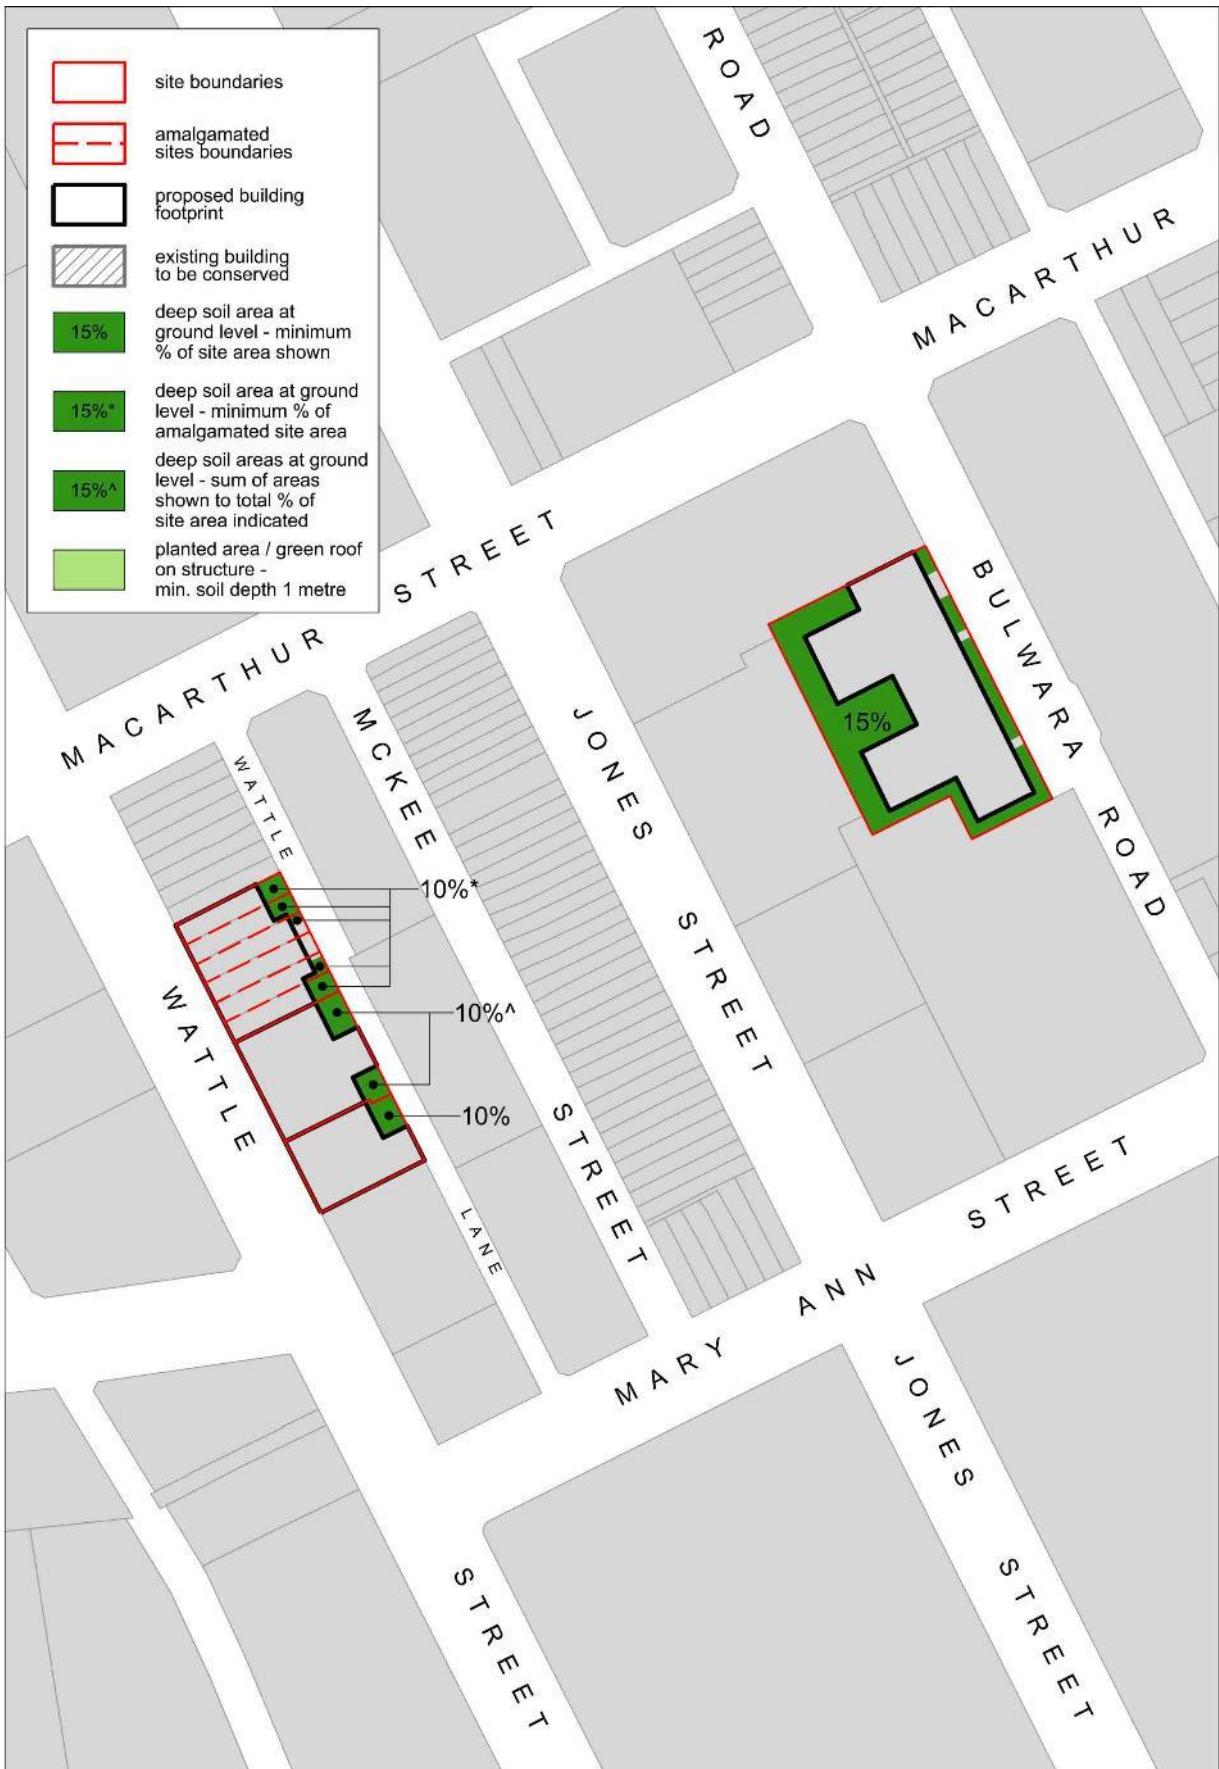 site boundaries
amalgamated
sites boundaries
proposed building
footprint
existing building
to be conserved
15%
deep soil area at
ground level - minimum
% of site area shown
15%*
deep soil area at ground
level - minimum % of
amalgamated site area
15%^
deep soil areas at ground
level - sum of areas
shown to total % of
site area indicated
planted area / green roof
on structure -
min. soil depth 1 metre
ROAD
MACARTHUR
MACARTHUR STREET
BULWARA ROAD
15%
MCKEE STREET
JONES STREET
WATTLE LANE
10%*
10%^
10%
WATTLE STREET
MARY ANN STREET
JONES STREET